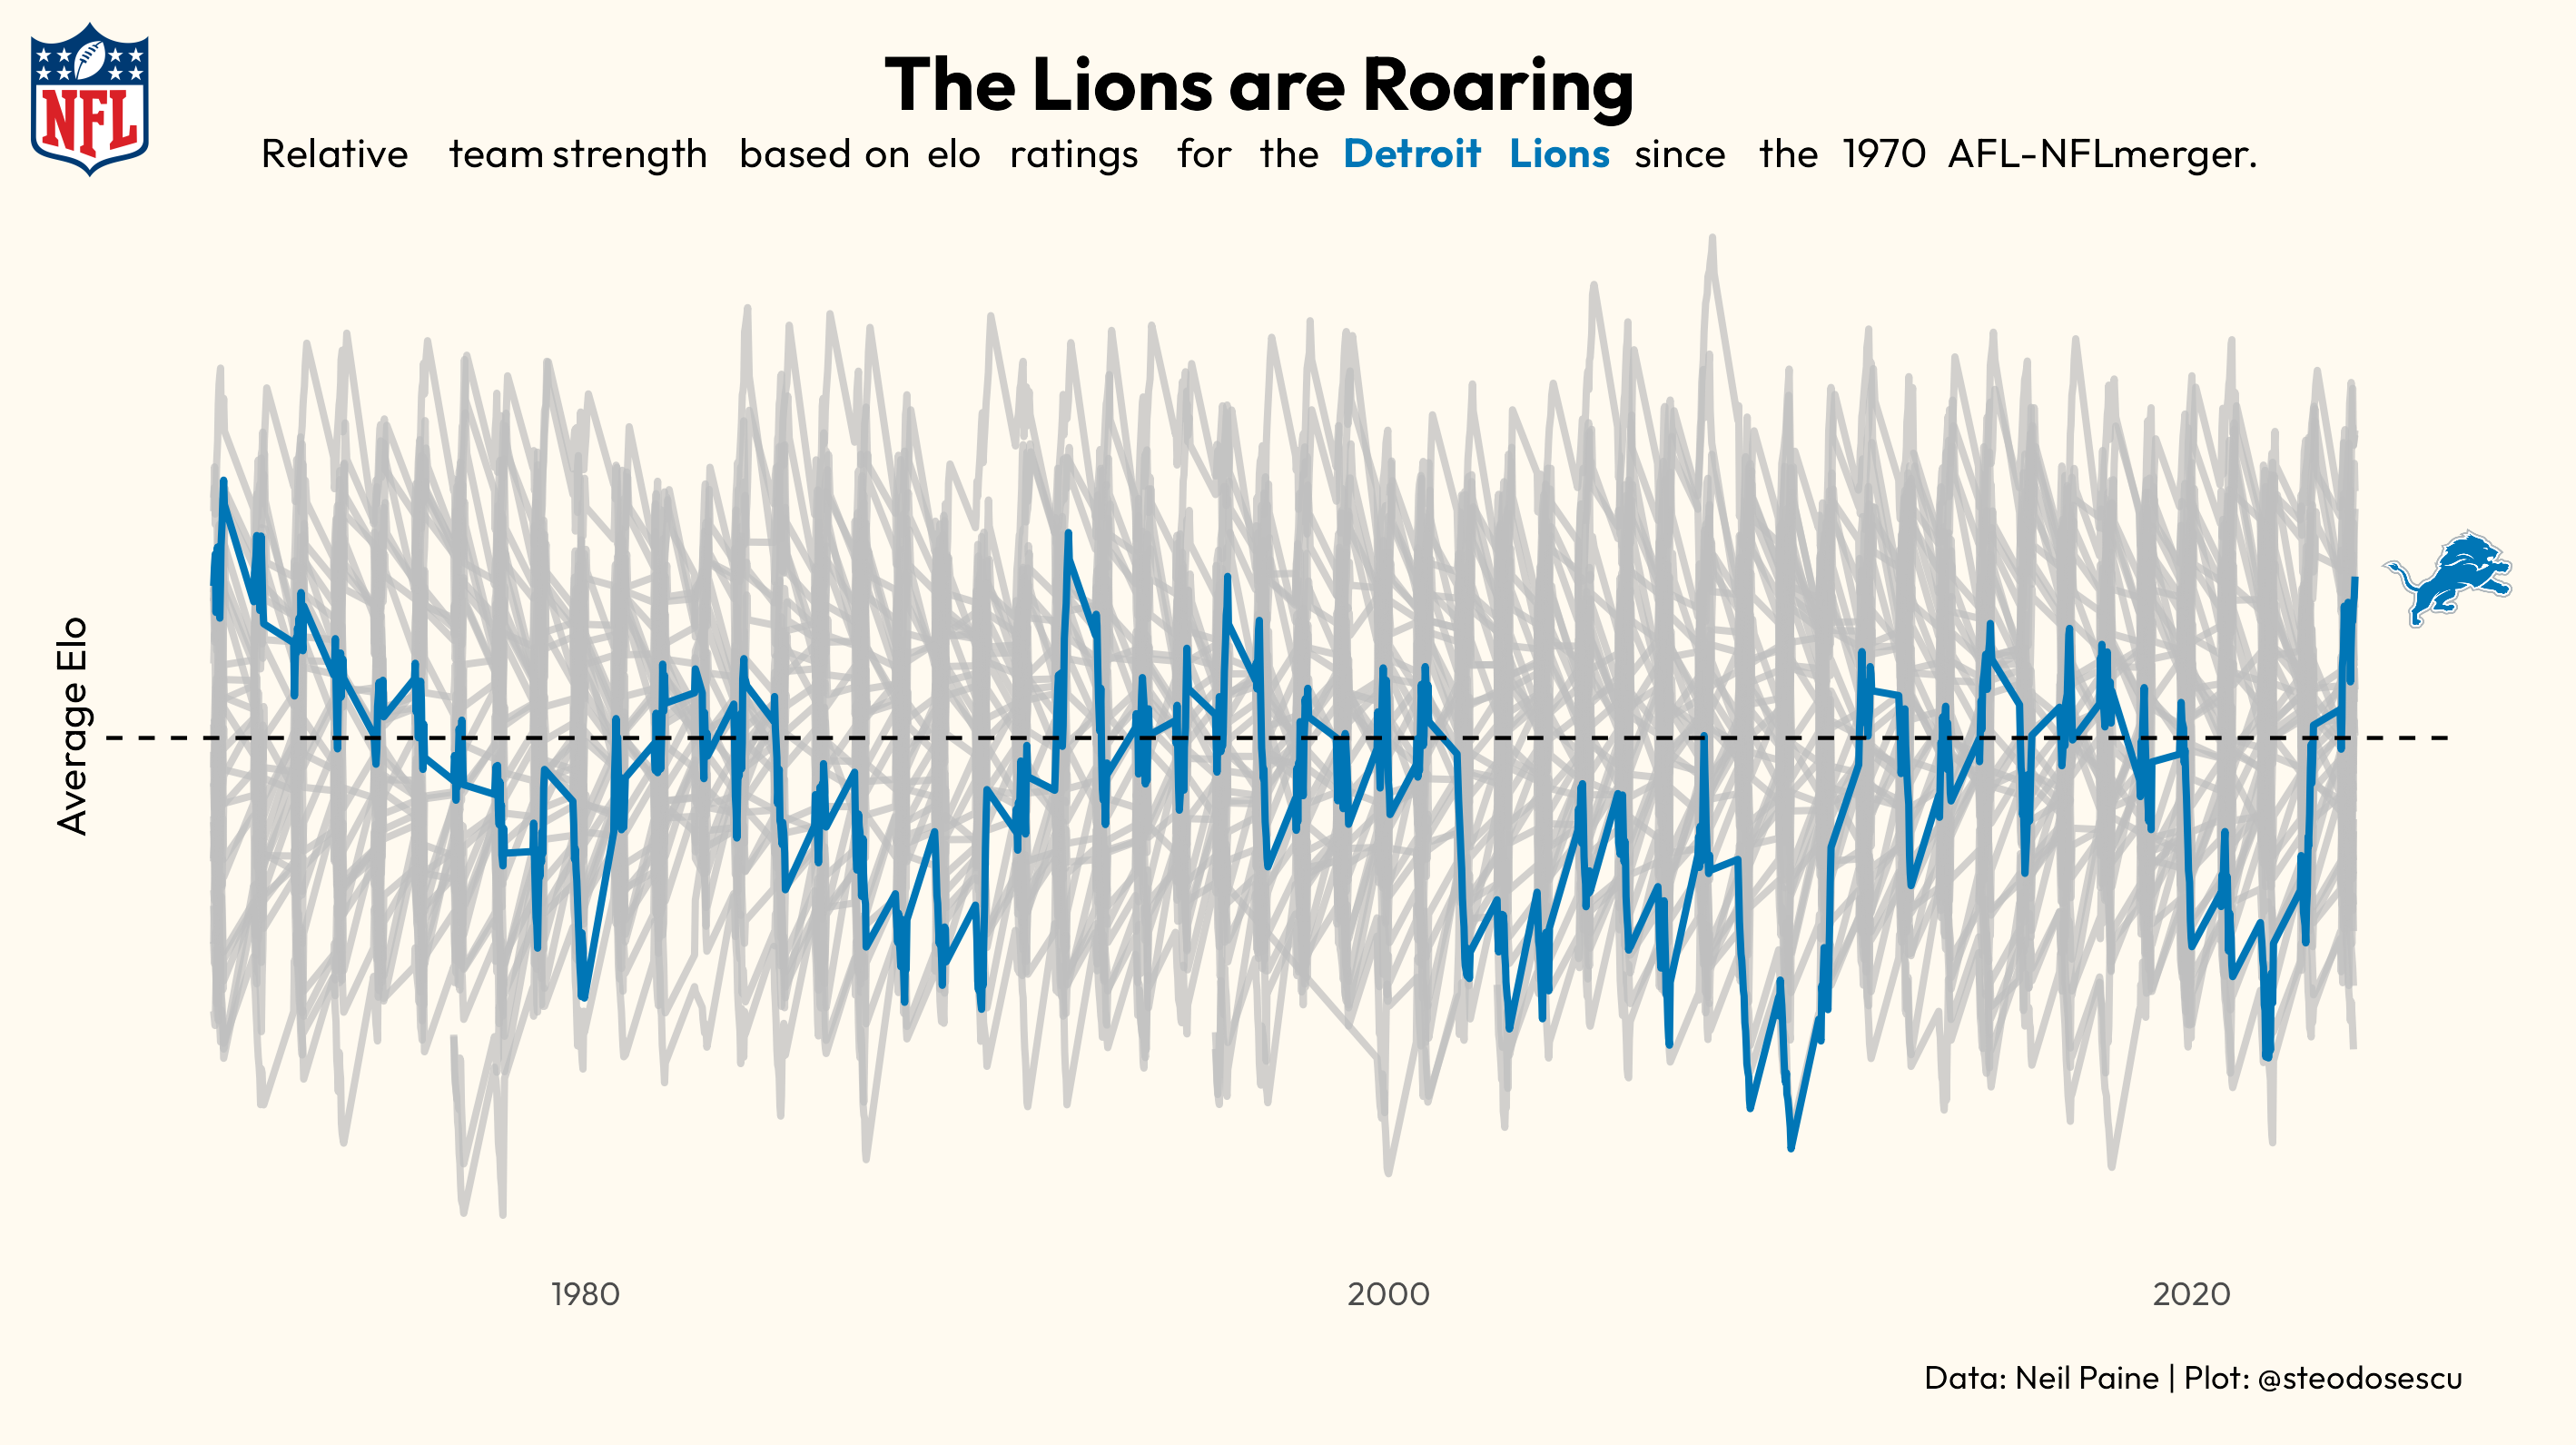 NFL
The Lions are Roaring
Relative team strength based on elo ratings for the Detroit Lions since the 1970 AFL-NFLmerger.
Average Elo
1980 2000 2020
Data: Neil Paine | Plot: @steodosescu